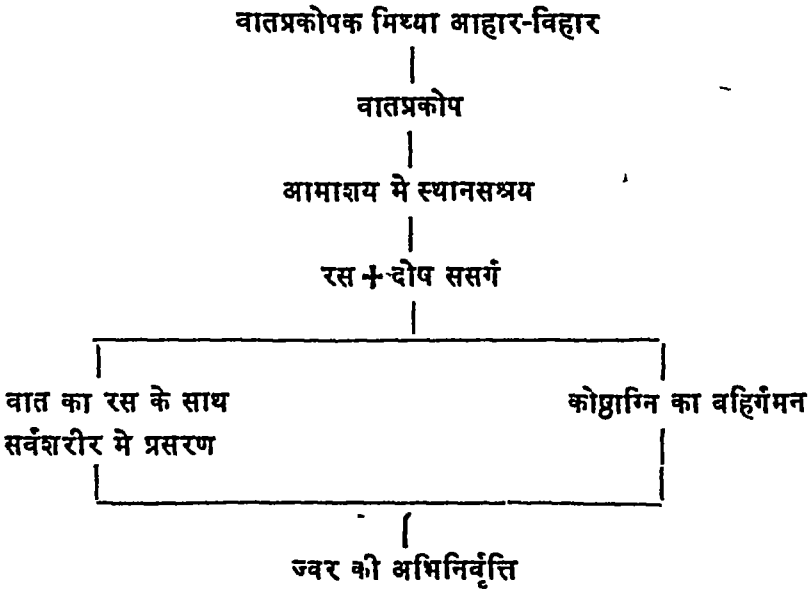 वातप्रकोपक मिथ्या आहार-विहार
वातप्रकोप
आमाशय मे स्थानसश्रय
रस + दोष ससर्ग
वात का रस के साथ
सर्वशरीर मे प्रसरण
कोष्ठाग्नि का बहिर्गमन
ज्वर की अभिनिर्वृत्ति